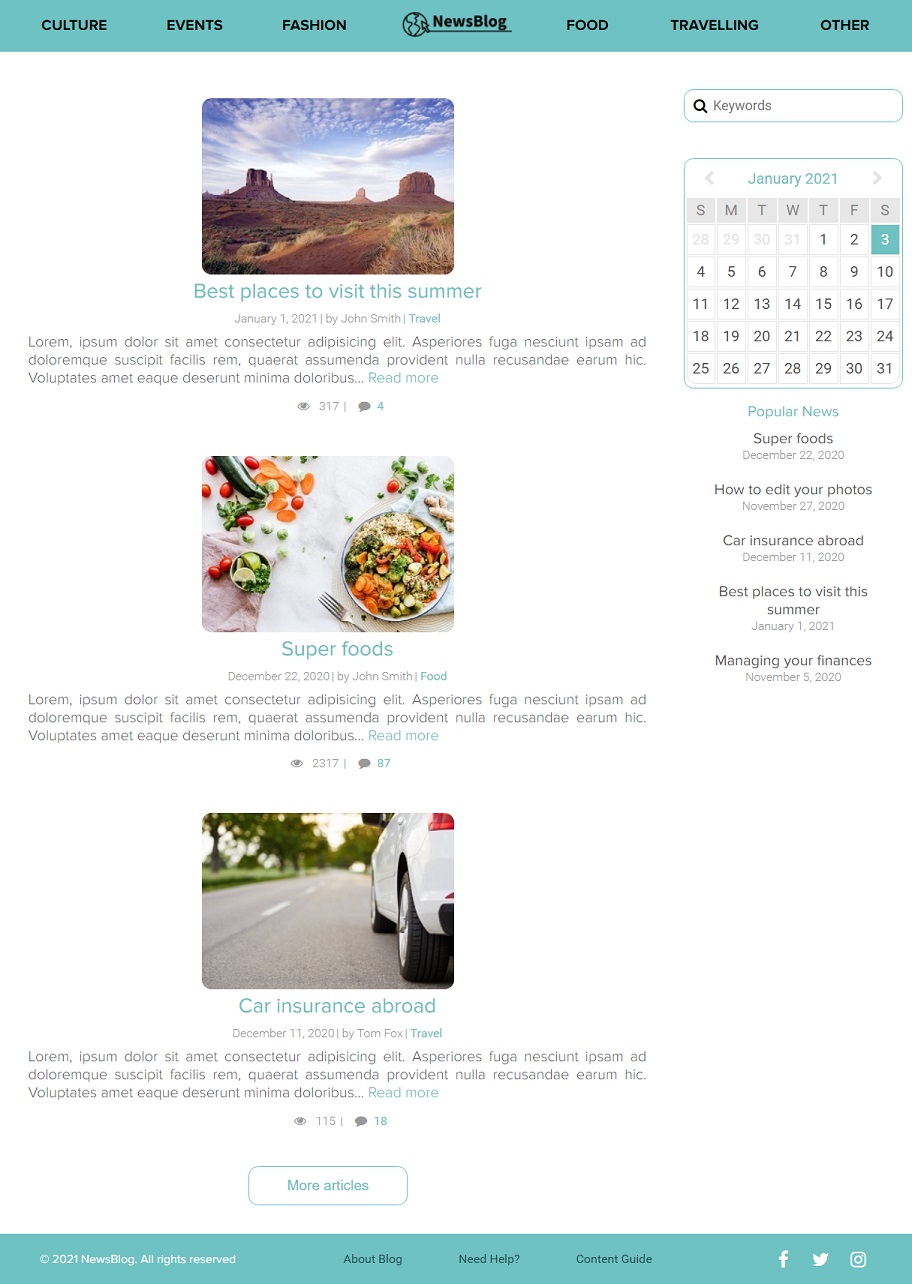 CULTURE EVENTS FASHION NewsBlog FOOD TRAVELLING OTHER
Best places to visit this summer
January 1, 2021 | by John Smith | Travel
Lorem, ipsum dolor sit amet consectetur adipisicing elit. Asperiores fuga nesciunt ipsam ad
doloremque suscipit facilis rem, quaerat assumenda provident nulla recusandae earum hic.
Voluptates amet eaque deserunt minima doloribus... Read more
317 | 4
Super foods
December 22, 2020 | by John Smith | Food
Lorem, ipsum dolor sit amet consectetur adipisicing elit. Asperiores fuga nesciunt ipsam ad
doloremque suscipit facilis rem, quaerat assumenda provident nulla recusandae earum hic.
Voluptates amet eaque deserunt minima doloribus... Read more
2317 | 87
Car insurance abroad
December 11, 2020 | by Tom Fox | Travel
Lorem, ipsum dolor sit amet consectetur adipisicing elit. Asperiores fuga nesciunt ipsam ad
doloremque suscipit facilis rem, quaerat assumenda provident nulla recusandae earum hic.
Voluptates amet eaque deserunt minima doloribus... Read more
115 | 18
More articles
Keywords
January 2021
S M T W T F S
28 29 30 31 1 2 3
4 5 6 7 8 9 10
11 12 13 14 15 16 17
18 19 20 21 22 23 24
25 26 27 28 29 30 31
Popular News
Super foods
December 22, 2020
How to edit your photos
November 27, 2020
Car insurance abroad
December 11, 2020
Best places to visit this
summer
January 1, 2021
Managing your finances
November 5, 2020
© 2021 NewsBlog. All rights reserved About Blog Need Help? Content Guide